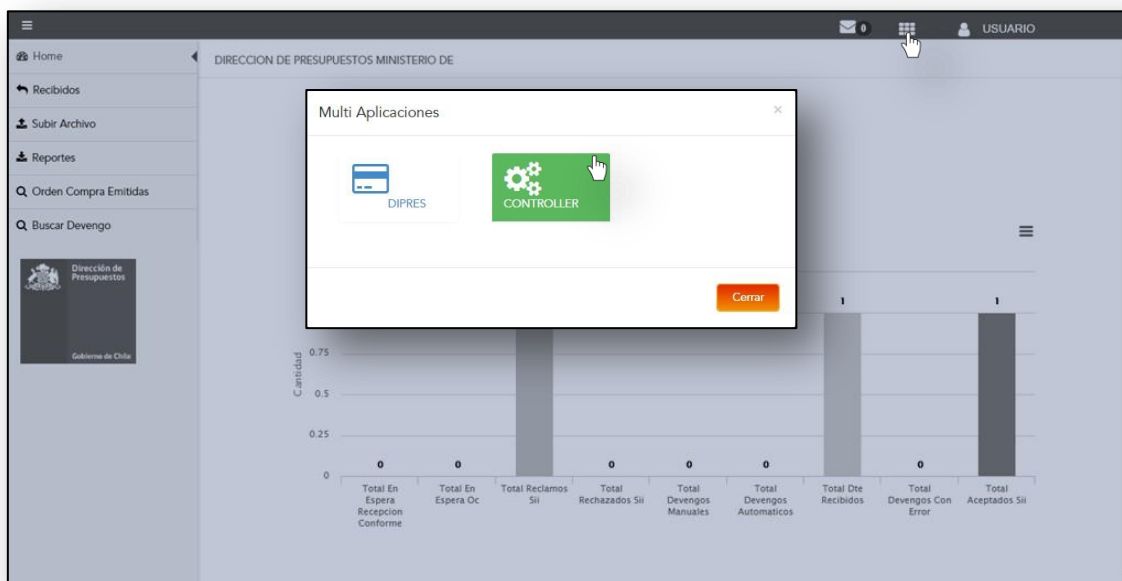 0
USUARIO
Home
Recibidos
Subir Archivo
Reportes
Orden Compra Emitidas
Buscar Devengo
Dirección de
Presupuestos
Gobierno de Chile
DIRECCION DE PRESUPUESTOS MINISTERIO DE
Multi Aplicaciones
×
DIPRES
CONTROLLER
Cerrar
Cantidad
0.75
0.5
0.25
0
0
0
0
0
0
1
0
1
Total En
Espera
Recepcion
Conforme
Total En
Espera Oc
Total Reclamos
Sii
Total
Rechazados Sii
Total
Devengos
Manuales
Total
Devengos
Automaticos
Total Dte
Recibidos
Total
Devengos Con
Error
Total
Aceptados Sii